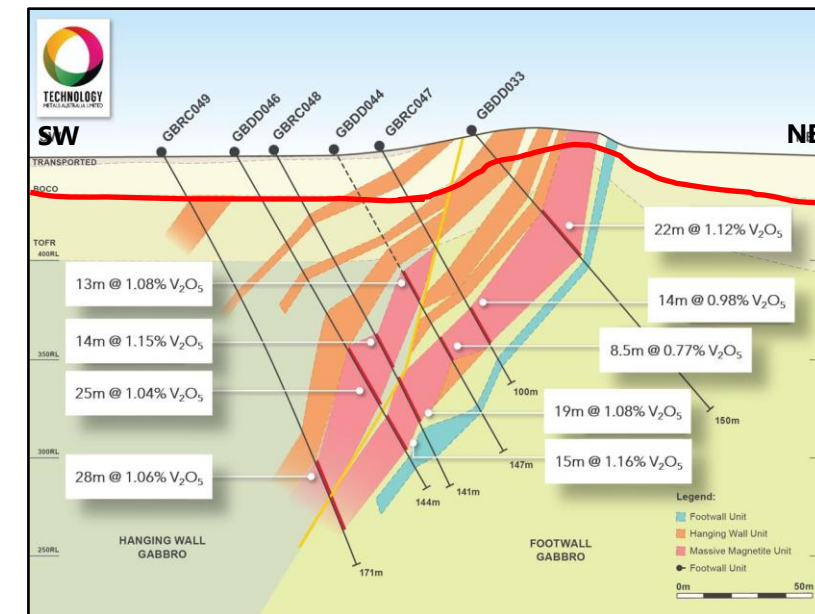 TECHNOLOGY
METALS AUSTRALIA LIMITED
SW
NE
GBRC049
GBDD046
GBRC048
GBDD044
GBRC047
GBDD033
TRANSPORTED
BOCO
TOFR
400RL
350RL
300RL
250RL
13m @ 1.08% V₂O₅
14m @ 1.15% V₂O₅
25m @ 1.04% V₂O₅
28m @ 1.06% V₂O₅
22m @ 1.12% V₂O₅
14m @ 0.98% V₂O₅
8.5m @ 0.77% V₂O₅
19m @ 1.08% V₂O₅
15m @ 1.16% V₂O₅
100m
150m
147m
141m
144m
171m
HANGING WALL
GABBRO
FOOTWALL
GABBRO
Legend:
Footwall Unit
Hanging Wall Unit
Massive Magnetite Unit
Footwall Unit
0m 50m